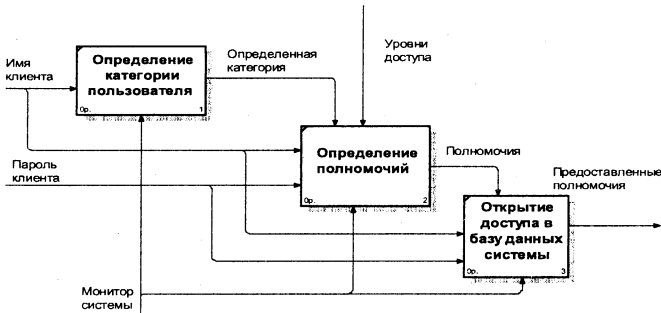 Имя
клиента
Определение
категории
пользователя
0р.
1
Определенная
категория
Уровни
доступа
Пароль
клиента
Определение
полномочий
0р.
2
Полномочия
Предоставленные
полномочия
Открытие
доступа в
базу данных
системы
0р.
3
Монитор
системы